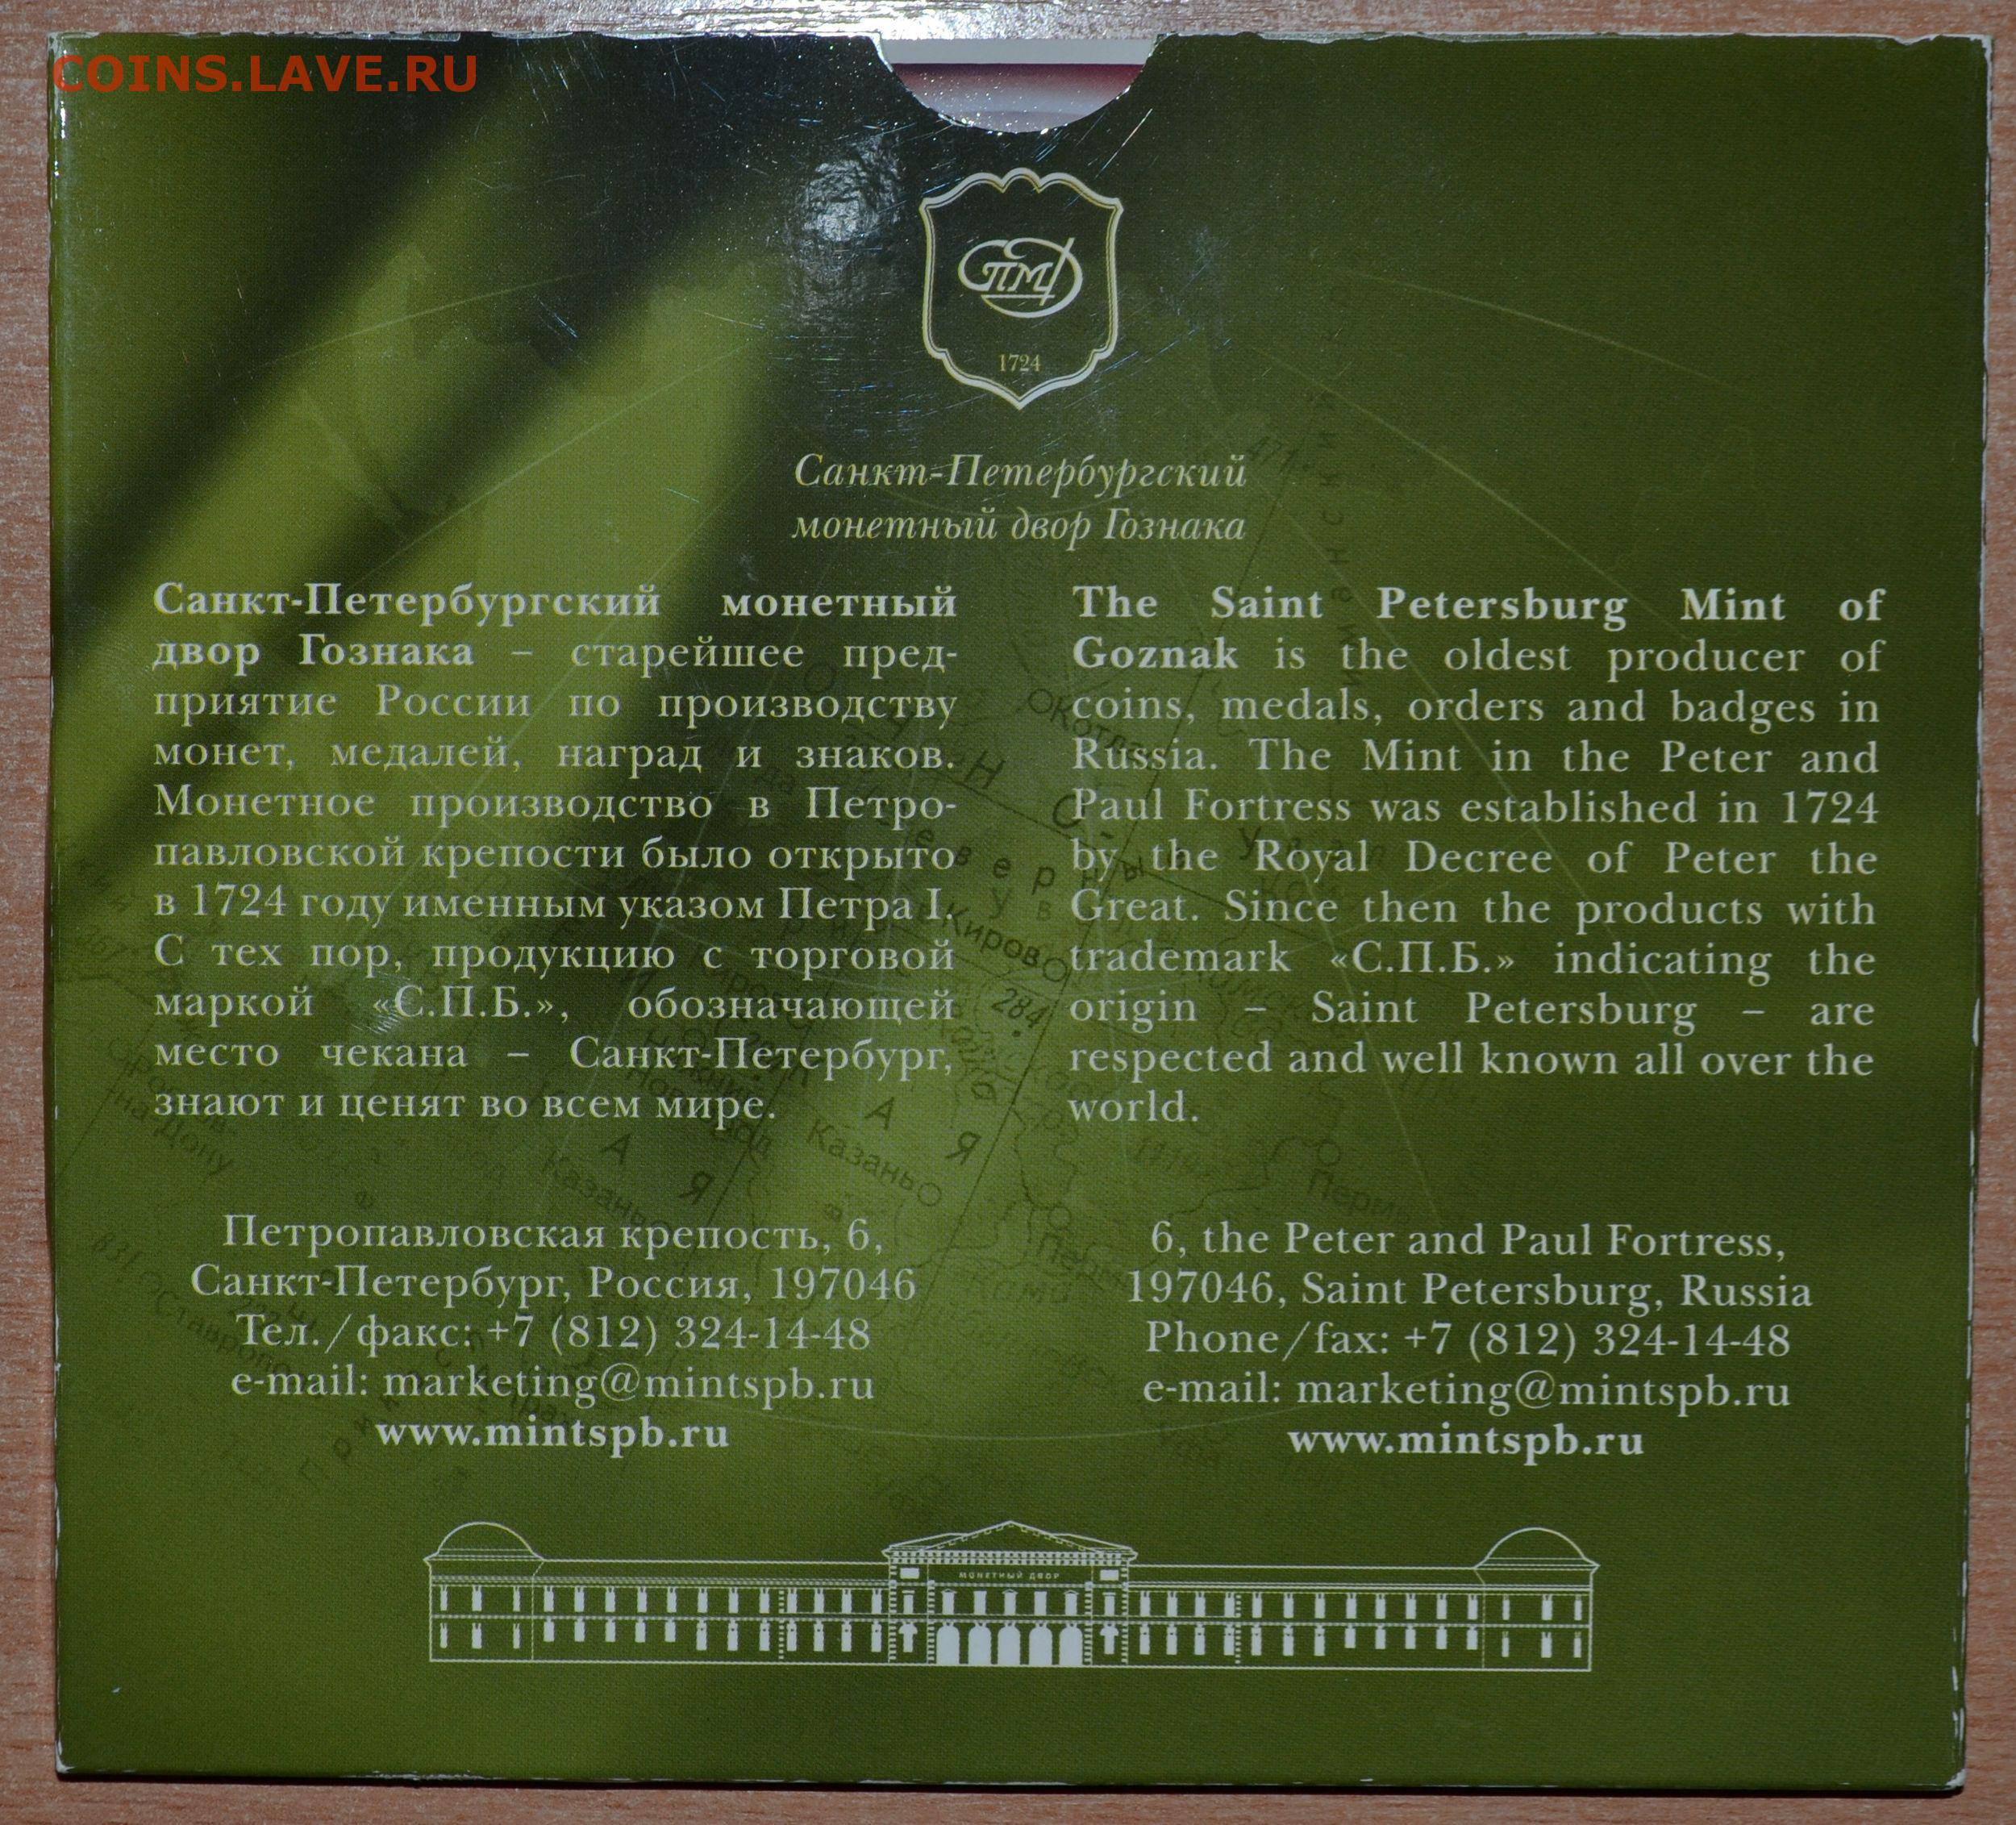 COINS.LAVE.RU
СПМД
1724
Санкт-Петербургский
монетный двор Гознака
Санкт-Петербургский монетный
двор Гознака – старейшее пред-
приятие России по производству
монет, медалей, наград и знаков.
Монетное производство в Петро-
павловской крепости было открыто
в 1724 году именным указом Петра I.
С тех пор, продукцию с торговой
маркой «С.П.Б.», обозначающей
место чекана – Санкт-Петербург,
знают и ценят во всем мире.
Петропавловская крепость, 6,
Санкт-Петербург, Россия, 197046
Тел./факс: +7 (812) 324-14-48
e-mail: marketing@mintspb.ru
www.mintspb.ru
The Saint Petersburg Mint of
Goznak is the oldest producer of
coins, medals, orders and badges in
Russia. The Mint in the Peter and
Paul Fortress was established in 1724
by the Royal Decree of Peter the
Great. Since then the products with
trademark «С.П.Б.» indicating the
origin – Saint Petersburg – are
respected and well known all over the
world.
6, the Peter and Paul Fortress,
197046, Saint Petersburg, Russia
Phone/fax: +7 (812) 324-14-48
e-mail: marketing@mintspb.ru
www.mintspb.ru
МОНЕТНЫЙ ДВОР
Котлас
Кирово
284
Казань
Казань
Пермь